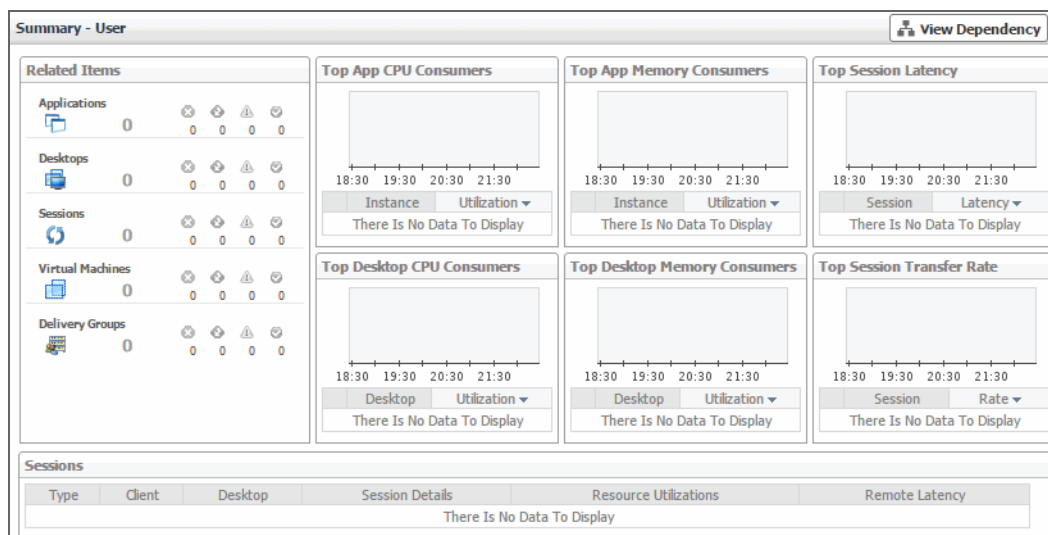 Summary - User
View Dependency
Related Items
Applications
0
0 0 0 0
Desktops
0
0 0 0 0
Sessions
0
0 0 0 0
Virtual Machines
0
0 0 0 0
Delivery Groups
0
0 0 0 0
Top App CPU Consumers
18:30 19:30 20:30 21:30
Instance Utilization
There Is No Data To Display
Top App Memory Consumers
18:30 19:30 20:30 21:30
Instance Utilization
There Is No Data To Display
Top Session Latency
18:30 19:30 20:30 21:30
Session Latency
There Is No Data To Display
Top Desktop CPU Consumers
18:30 19:30 20:30 21:30
Desktop Utilization
There Is No Data To Display
Top Desktop Memory Consumers
18:30 19:30 20:30 21:30
Desktop Utilization
There Is No Data To Display
Top Session Transfer Rate
18:30 19:30 20:30 21:30
Session Rate
There Is No Data To Display
Sessions
Type Client Desktop Session Details Resource Utilizations Remote Latency
There Is No Data To Display